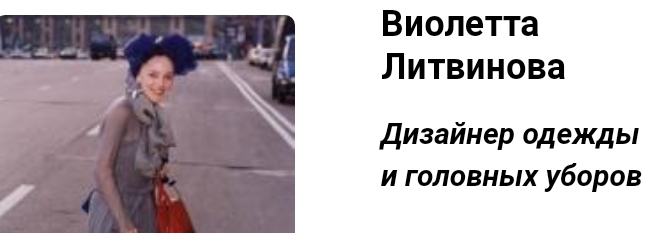 Виолетта
Литвинова
Дизайнер одежды
и головных уборов